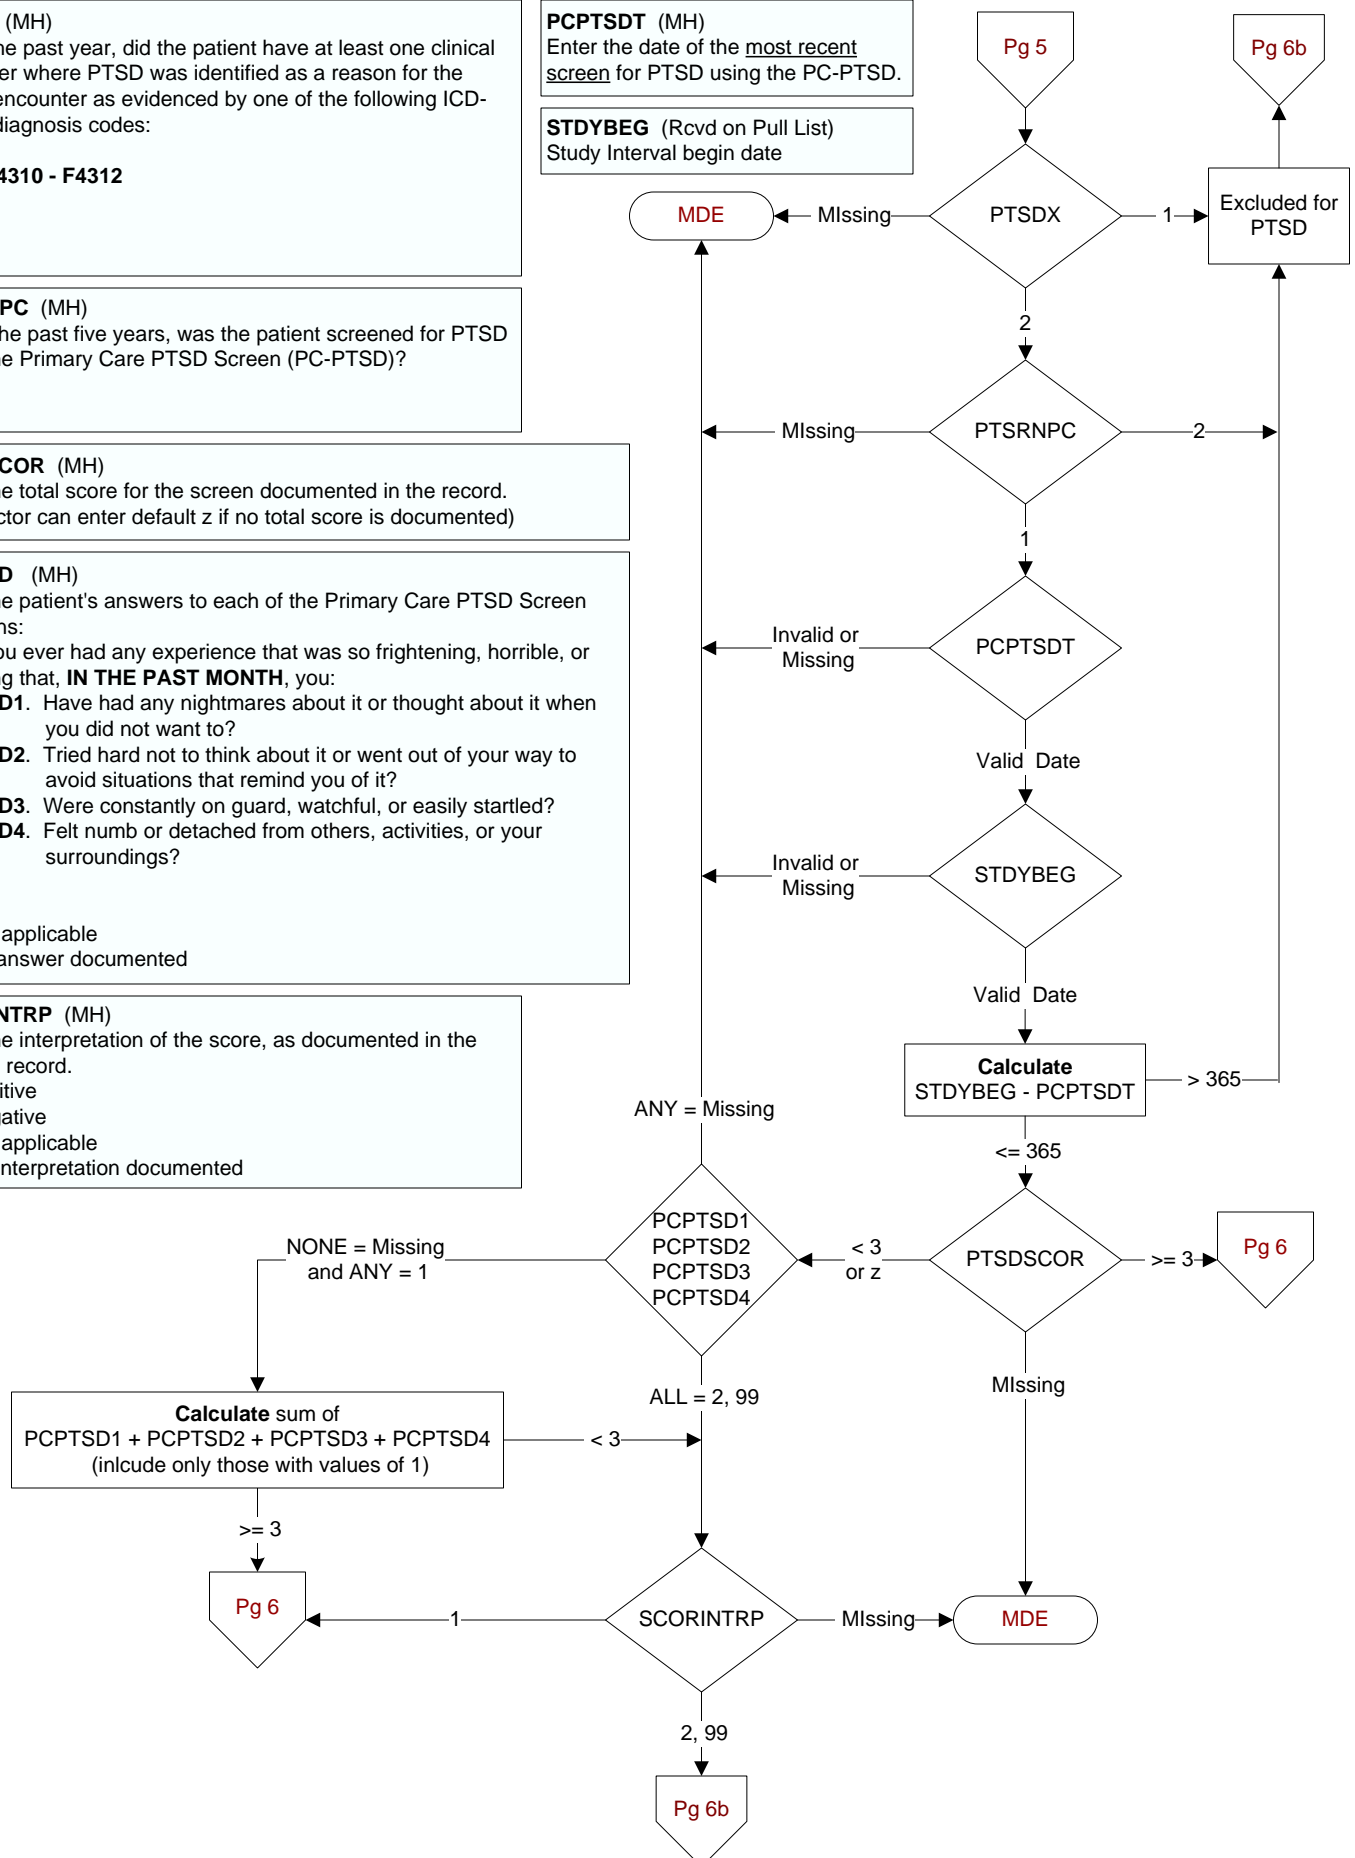 (MH)
ne past year, did the patient have at least one clinical
er where PTSD was identified as a reason for the
encounter as evidenced by one of the following ICD-
diagnosis codes:
4310 - F4312
PC (MH)
he past five years, was the patient screened for PTSD
ne Primary Care PTSD Screen (PC-PTSD)?
COR (MH)
ne total score for the screen documented in the record.
ctor can enter default z if no total score is documented)
D (MH)
ne patient's answers to each of the Primary Care PTSD Screen
ns:
ou ever had any experience that was so frightening, horrible, or
ng that, IN THE PAST MONTH, you:
D1. Have had any nightmares about it or thought about it when
you did not want to?
D2. Tried hard not to think about it or went out of your way to
avoid situations that remind you of it?
D3. Were constantly on guard, watchful, or easily startled?
D4. Felt numb or detached from others, activities, or your
surroundings?
applicable
answer documented
NTRP (MH)
ne interpretation of the score, as documented in the
record.
itive
gative
applicable
interpretation documented
PCPTSDT (MH)
Enter the date of the most recent
screen for PTSD using the PC-PTSD.
STDYBEG (Rcvd on Pull List)
Study Interval begin date
Pg 5
Pg 6b
MDE
MIssing
PTSDX
1
Excluded for
PTSD
2
MIssing
PTSRNPC
2
1
Invalid or
Missing
PCPTSDT
Valid Date
Invalid or
Missing
STDYBEG
Valid Date
Calculate
STDYBEG - PCPTSDT
> 365
<= 365
ANY = Missing
PCPTSD1
PCPTSD2
PCPTSD3
PCPTSD4
< 3
or z
PTSDSCOR
>= 3
Pg 6
NONE = Missing
and ANY = 1
ALL = 2, 99
MIssing
Calculate sum of
PCPTSD1 + PCPTSD2 + PCPTSD3 + PCPTSD4
(inlcude only those with values of 1)
< 3
>= 3
Pg 6
1
SCORINTRP
MIssing
MDE
2, 99
Pg 6b